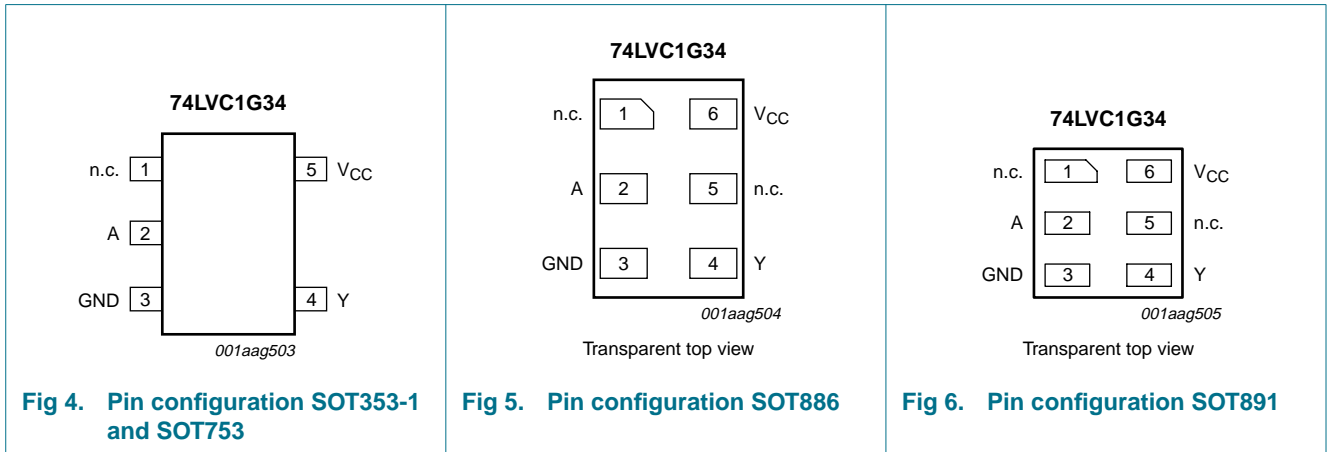 74LVC1G34
n.c. 1
5 VCC
A 2
GND 3
4 Y
001aag503
Fig 4. Pin configuration SOT353-1
and SOT753
74LVC1G34
n.c. 1 6 VCC
A 2 5 n.c.
GND 3 4 Y
001aag504
Transparent top view
Fig 5. Pin configuration SOT886
74LVC1G34
n.c. 1 6 VCC
A 2 5 n.c.
GND 3 4 Y
001aag505
Transparent top view
Fig 6. Pin configuration SOT891